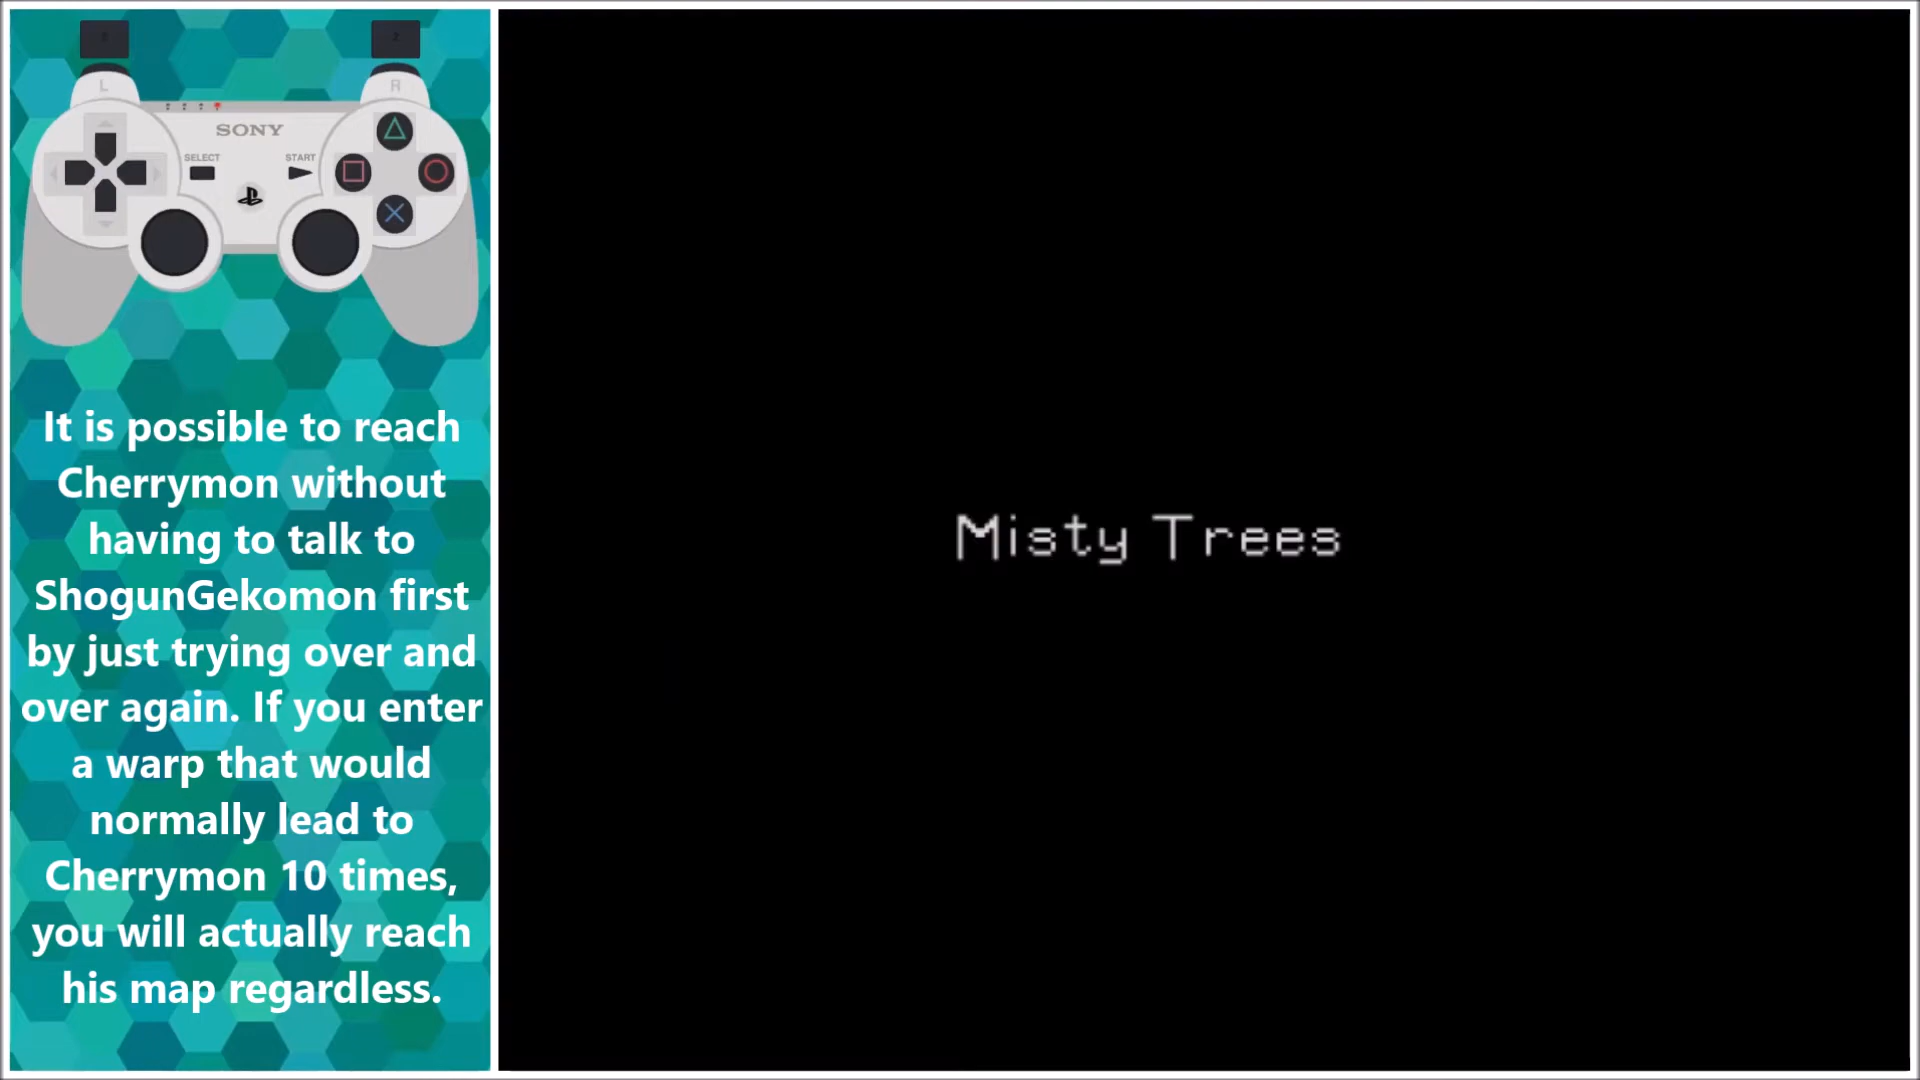 L
R
SONY
SELECT
START
It is possible to reach
Cherrymon without
having to talk to
ShogunGekomon first
by just trying over and
over again. If you enter
a warp that would
normally lead to
Cherrymon 10 times,
you will actually reach
his map regardless.
Misty Trees